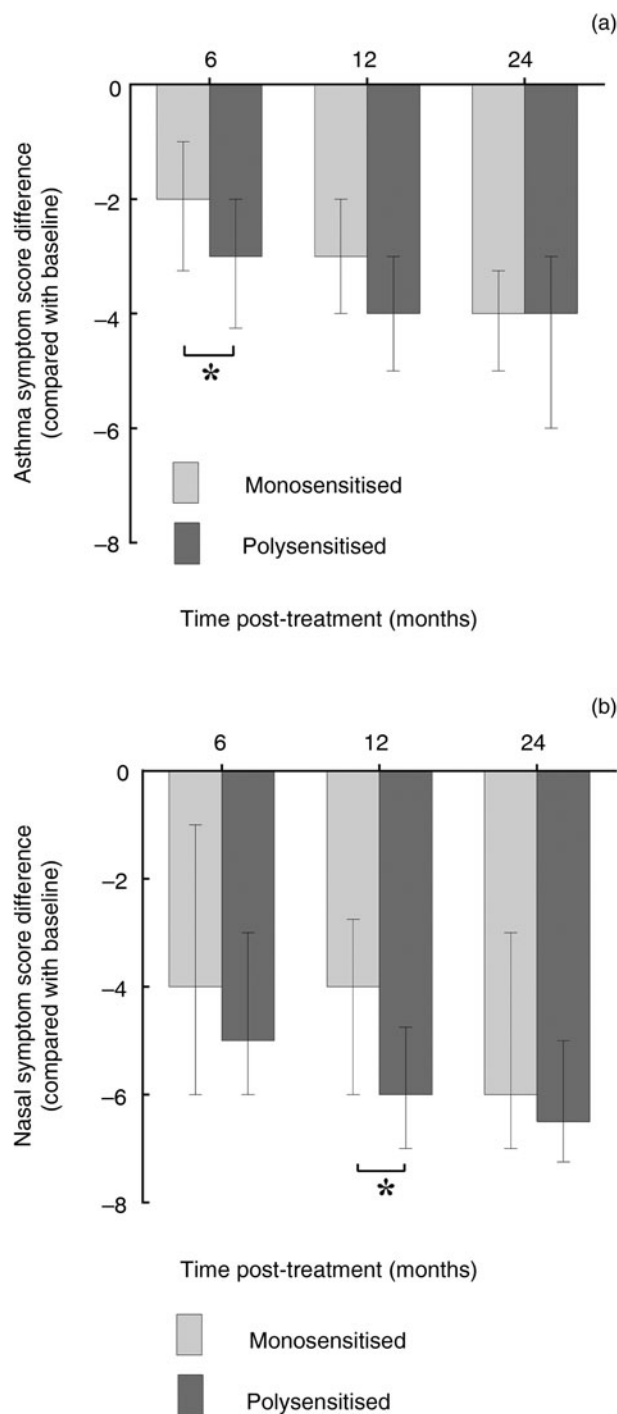 (a)
6 12 24
0
−2
−4
−6
−8
Asthma symptom score difference
(compared with baseline)
*
Monosensitised
Polysensitised
Time post-treatment (months)
(b)
6 12 24
0
−2
−4
−6
−8
Nasal symptom score difference
(compared with baseline)
*
Time post-treatment (months)
Monosensitised
Polysensitised